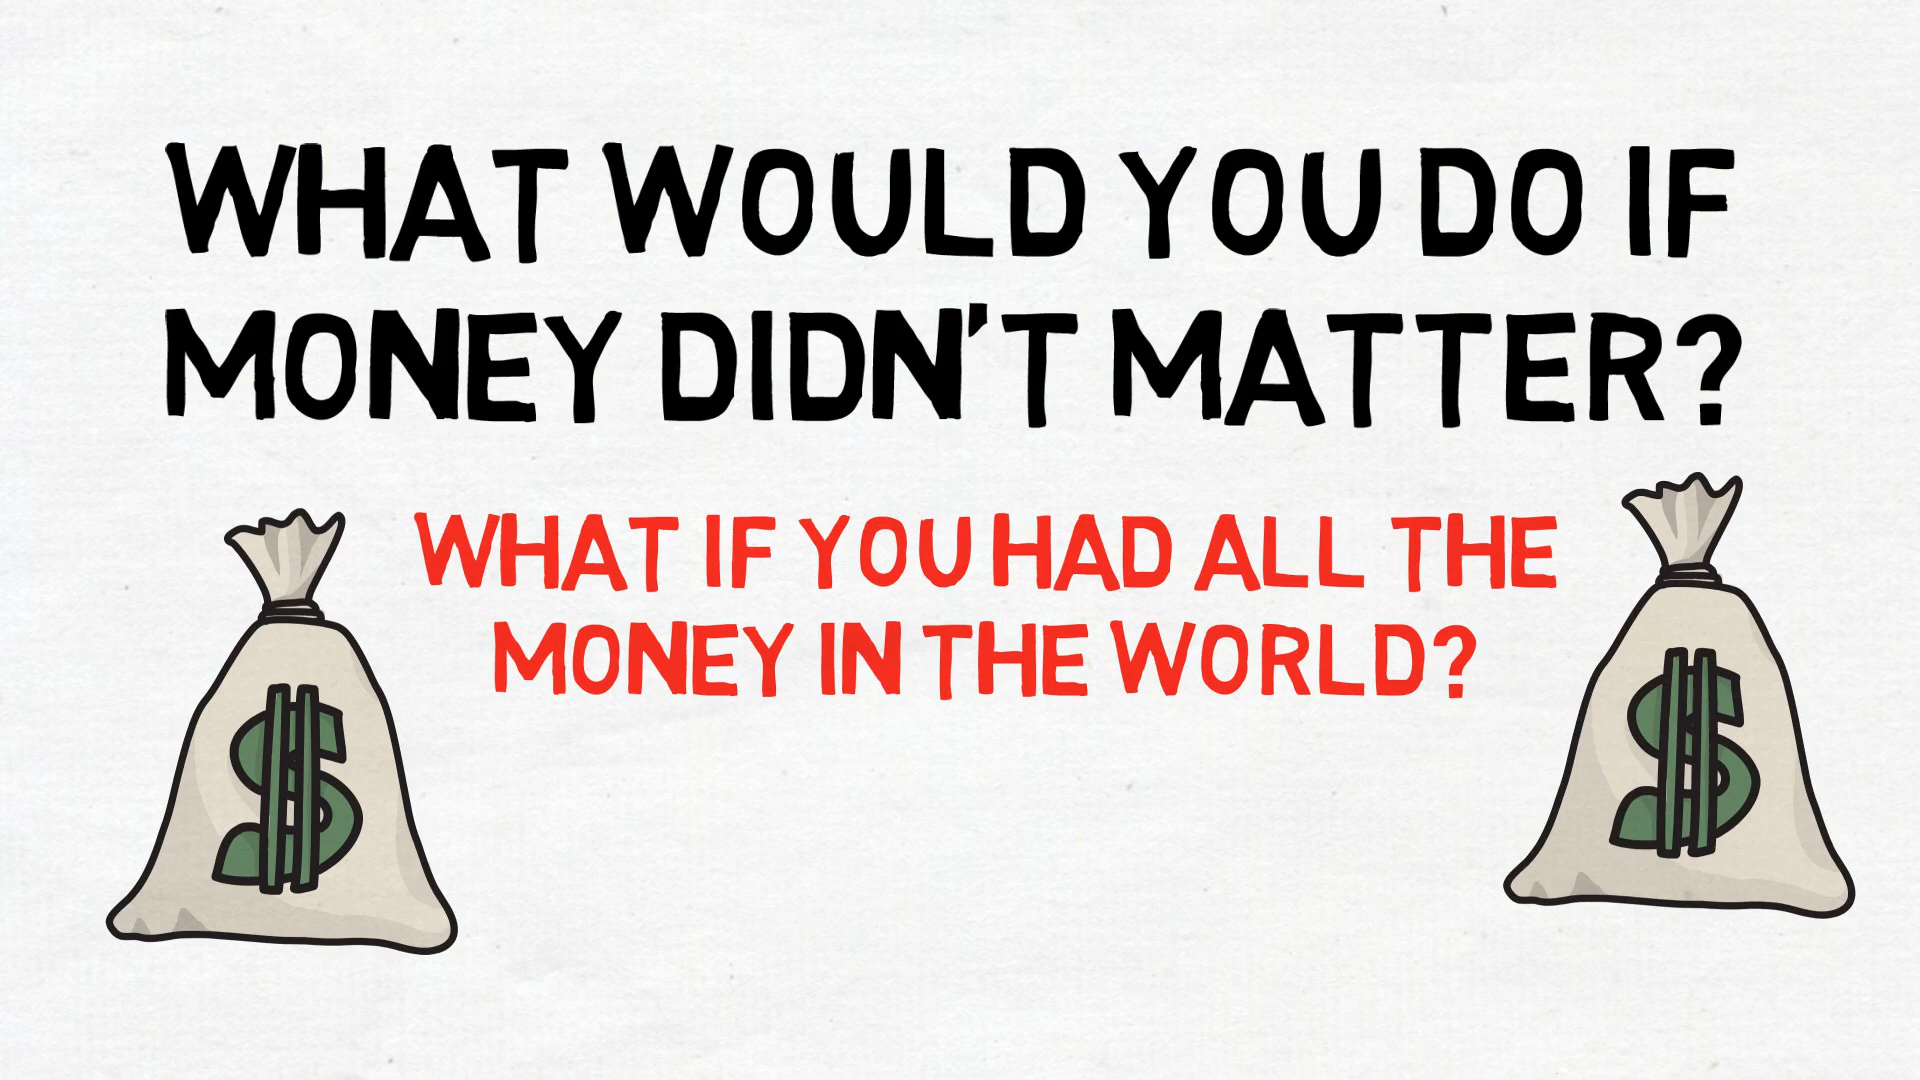 WHAT WOULD YOU DO IF
MONEY DIDN'T MATTER?
WHAT IF YOU HAD ALL THE
MONEY IN THE WORLD?
$ $